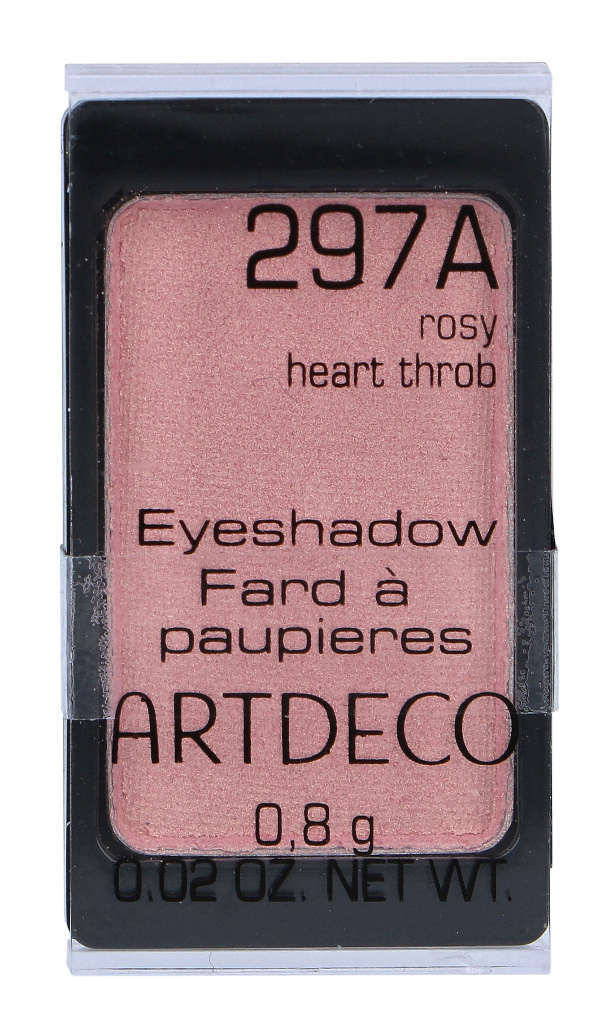 297A
rosy
heart throb
Eyeshadow
Fard à
paupieres
ARTDECO
0,8 g
0.02 OZ. NET WT.